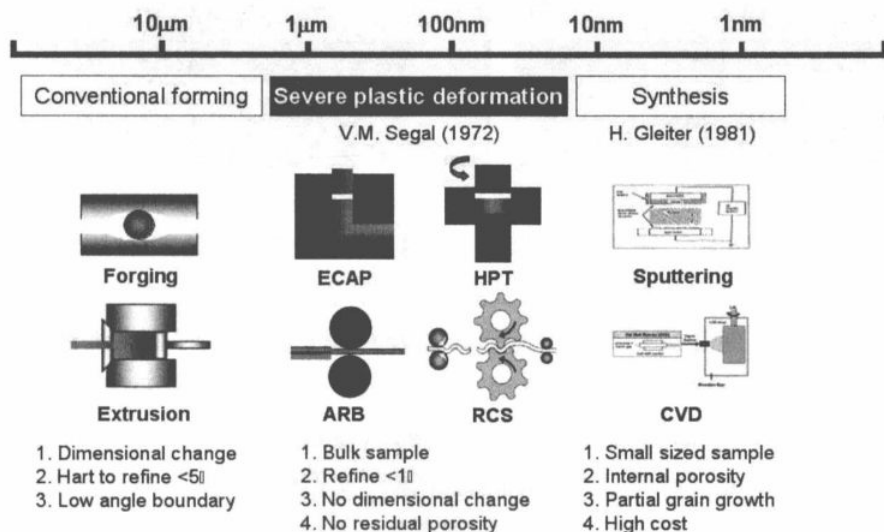 10μm 1μm 100nm 10nm 1nm
Conventional forming
Severe plastic deformation
Synthesis
V.M. Segal (1972)
H. Gleiter (1981)
Forging
ECAP
HPT
Sputtering
Extrusion
ARB
RCS
CVD
1. Dimensional change
2. Hart to refine <5▯
3. Low angle boundary
1. Bulk sample
2. Refine <1▯
3. No dimensional change
4. No residual porosity
1. Small sized sample
2. Internal porosity
3. Partial grain growth
4. High cost